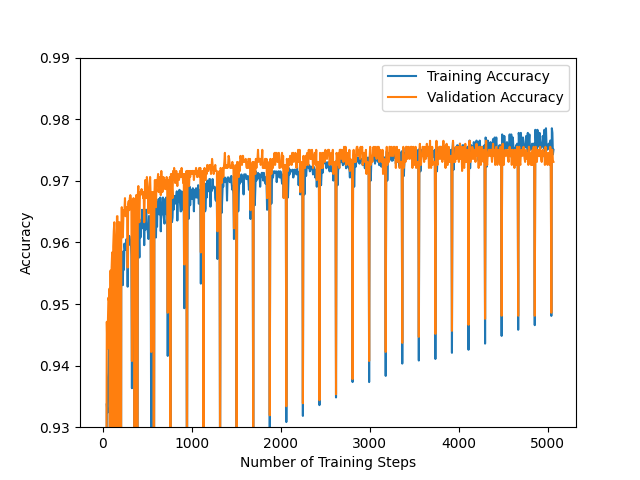 0.99
0.98
0.97
0.96
0.95
0.94
0.93
Accuracy
Training Accuracy
Validation Accuracy
0 1000 2000 3000 4000 5000
Number of Training Steps